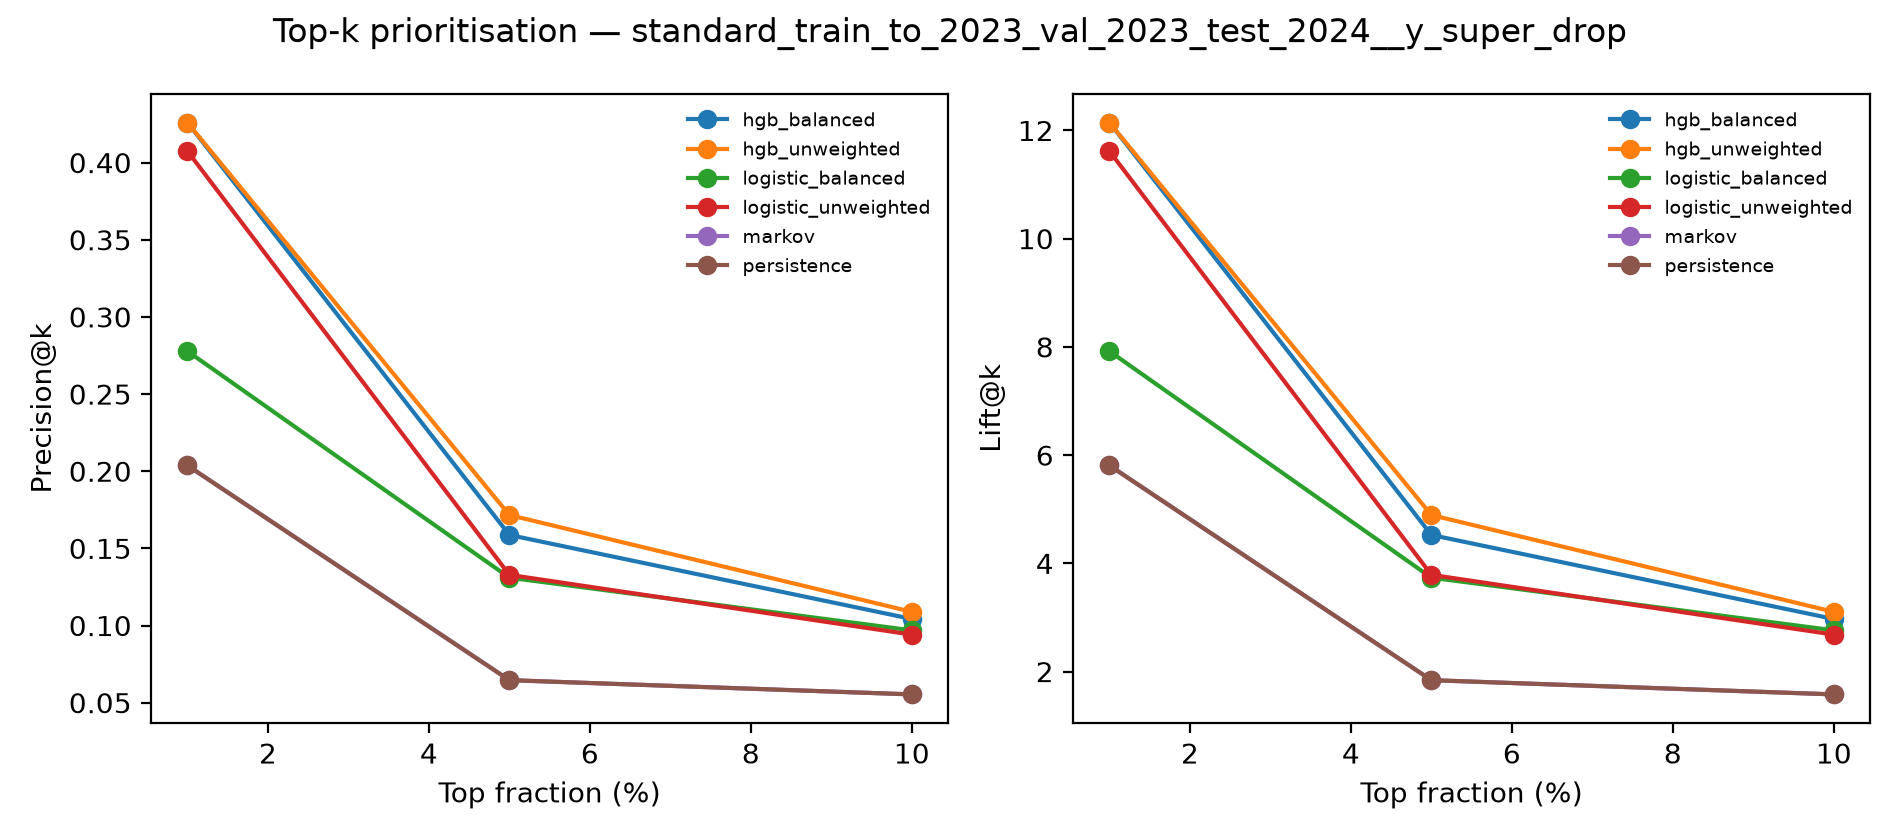 Top-k prioritisation — standard_train_to_2023_val_2023_test_2024__y_super_drop
Precision@k
0.40
0.35
0.30
0.25
0.20
0.15
0.10
0.05
hgb_balanced
hgb_unweighted
logistic_balanced
logistic_unweighted
markov
persistence
2 4 6 8 10
Top fraction (%)
Lift@k
12
10
8
6
4
2
hgb_balanced
hgb_unweighted
logistic_balanced
logistic_unweighted
markov
persistence
2 4 6 8 10
Top fraction (%)